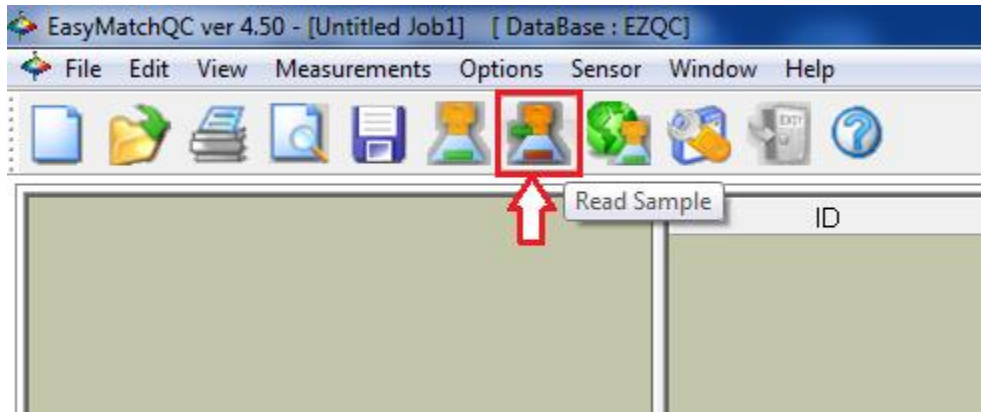 EasyMatchQC ver 4.50 - [Untitled Job1] [ DataBase : EZQC]
File Edit View Measurements Options Sensor Window Help
EXIT
Read Sample
ID